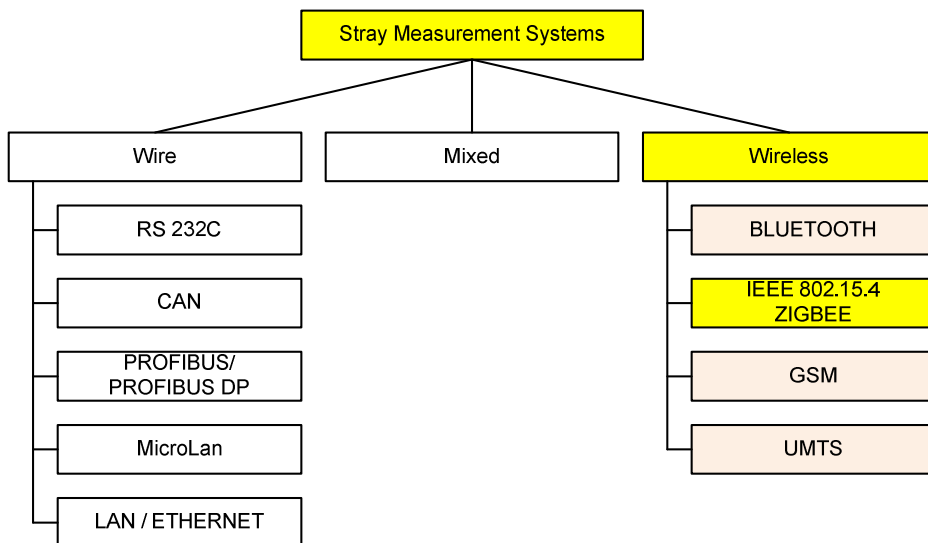 Stray Measurement Systems
Wire
Mixed
Wireless
RS 232C
CAN
PROFIBUS/
PROFIBUS DP
MicroLan
LAN / ETHERNET
BLUETOOTH
IEEE 802.15.4
ZIGBEE
GSM
UMTS